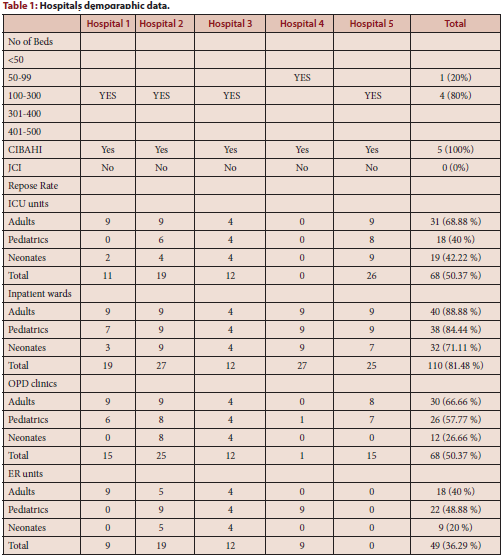 Table 1: Hospitals demographic data.
Hospital 1 Hospital 2 Hospital 3 Hospital 4 Hospital 5 Total
No of Beds
<50
50-99 YES 1 (20%)
100-300 YES YES YES YES 4 (80%)
301-400
401-500
CIBAHI Yes Yes Yes Yes Yes 5 (100%)
JCI No No No No No 0 (0%)
Repose Rate
ICU units
Adults 9 9 4 0 9 31 (68.88 %)
Pediatrics 0 6 4 0 8 18 (40 %)
Neonates 2 4 4 0 9 19 (42.22 %)
Total 11 19 12 0 26 68 (50.37 %)
Inpatient wards
Adults 9 9 4 9 9 40 (88.88 %)
Pediatrics 7 9 4 9 9 38 (84.44 %)
Neonates 3 9 4 9 7 32 (71.11 %)
Total 19 27 12 27 25 110 (81.48 %)
OPD clinics
Adults 9 9 4 0 8 30 (66.66 %)
Pediatrics 6 8 4 1 7 26 (57.77 %)
Neonates 0 8 4 0 0 12 (26.66 %)
Total 15 25 12 1 15 68 (50.37 %)
ER units
Adults 9 5 4 0 0 18 (40 %)
Pediatrics 0 9 4 9 0 22 (48.88 %)
Neonates 0 5 4 0 0 9 (20 %)
Total 9 19 12 9 0 49 (36.29 %)